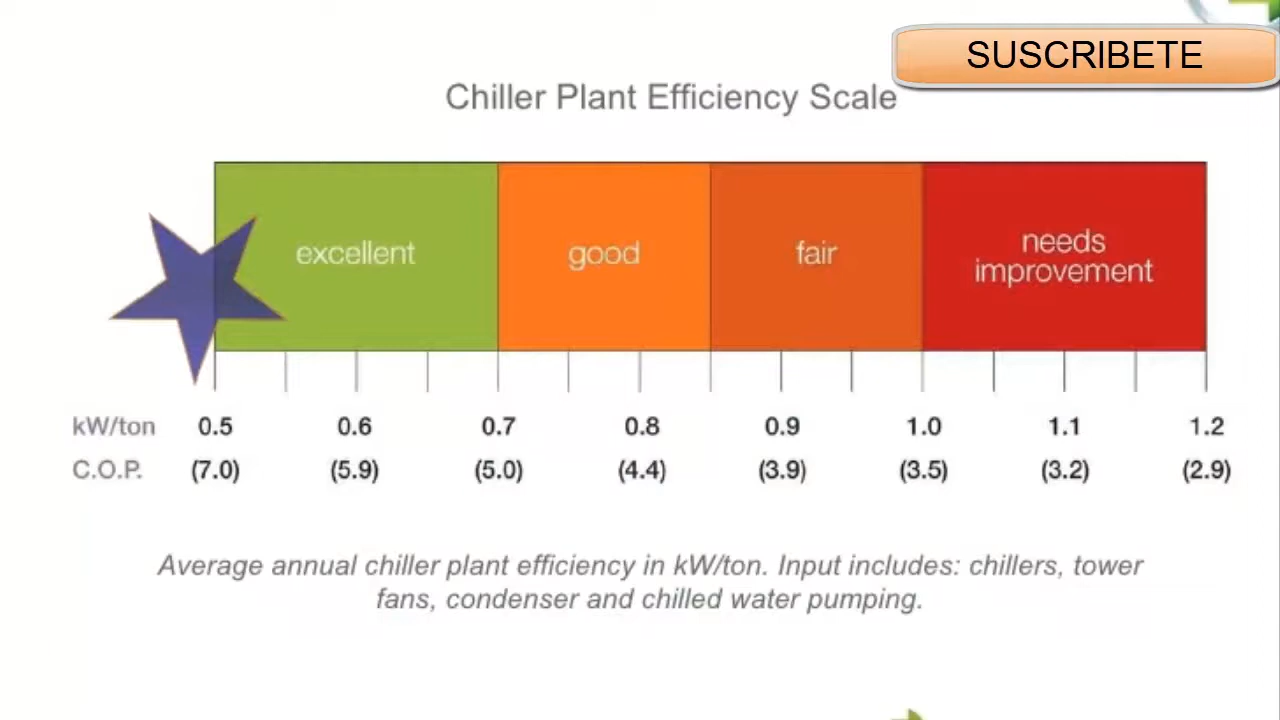 SUSCRIBETE
Chiller Plant Efficiency Scale
excellent
good
fair
needs
improvement
kW/ton 0.5 0.6 0.7 0.8 0.9 1.0 1.1 1.2
C.O.P. (7.0) (5.9) (5.0) (4.4) (3.9) (3.5) (3.2) (2.9)
Average annual chiller plant efficiency in kW/ton. Input includes: chillers, tower
fans, condenser and chilled water pumping.